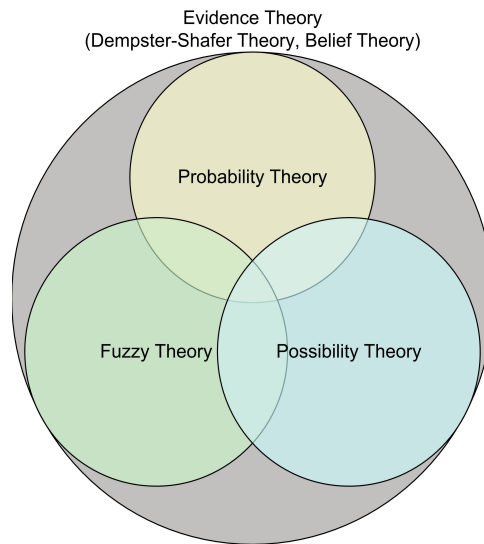 Evidence Theory
(Dempster-Shafer Theory, Belief Theory)
Probability Theory
Fuzzy Theory
Possibility Theory